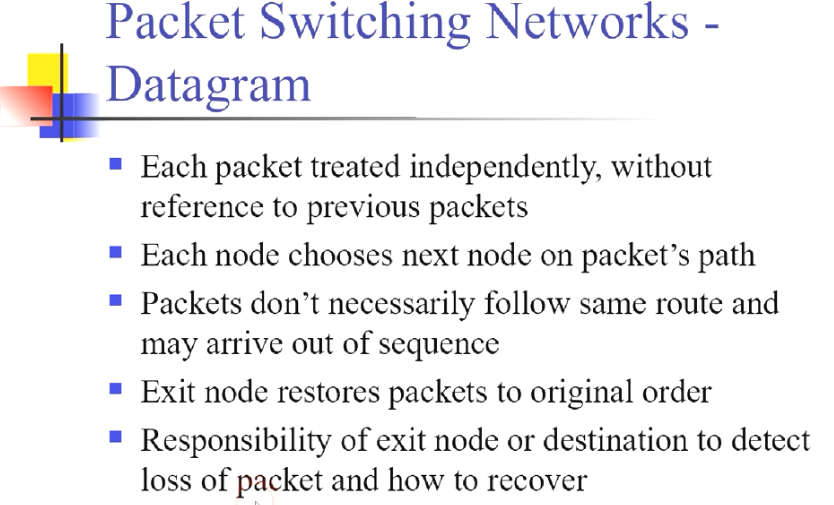 Packet Switching Networks -
Datagram
Each packet treated independently, without
reference to previous packets
Each node chooses next node on packet’s path
Packets don’t necessarily follow same route and
may arrive out of sequence
Exit node restores packets to original order
Responsibility of exit node or destination to detect
loss of packet and how to recover